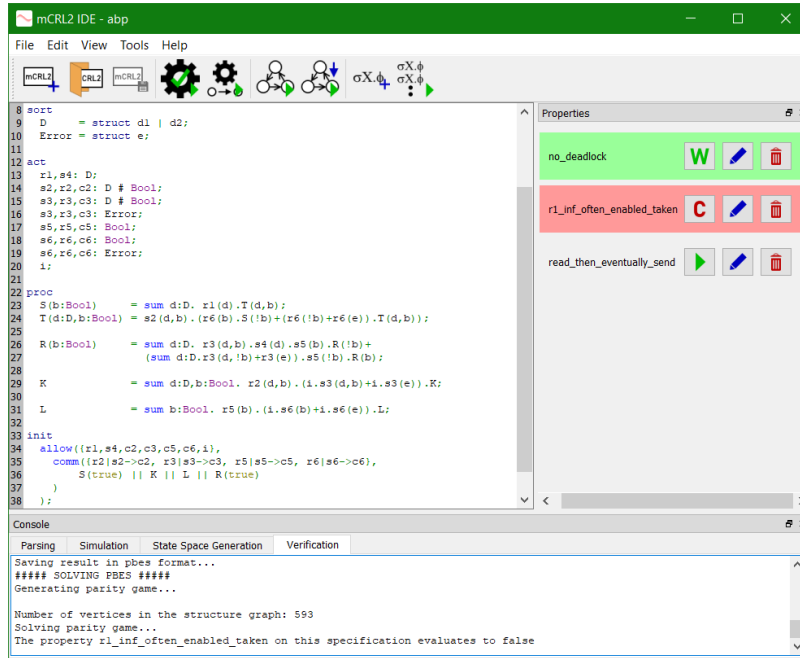 mCRL2 IDE - abp
File Edit View Tools Help
mCRL2 CRL2 mCRL2 σX.ϕ σX.ϕ
σX.ϕ
8 sort
9 D = struct d1 | d2;
10 Error = struct e;
11
12 act
13 r1,s4: D;
14 s2,r2,c2: D # Bool;
15 s3,r3,c3: D # Bool;
16 s3,r3,c3: Error;
17 s5,r5,c5: Bool;
18 s6,r6,c6: Bool;
19 s6,r6,c6: Error;
20 i;
21
22 proc
23 S(b:Bool) = sum d:D. r1(d).T(d,b);
24 T(d:D,b:Bool) = s2(d,b).(r6(b).S(!b)+(r6(!b)+r6(e)).T(d,b));
25
26 R(b:Bool) = sum d:D. r3(d,b).s4(d).s5(b).R(!b)+
27 (sum d:D.r3(d,!b)+r3(e)).s5(!b).R(b);
28
29 K = sum d:D,b:Bool. r2(d,b).(i.s3(d,b)+i.s3(e)).K;
30
31 L = sum b:Bool. r5(b).(i.s6(b)+i.s6(e)).L;
32
33 init
34 allow({r1,s4,c2,c3,c5,c6,i},
35 comm({r2|s2->c2, r3|s3->c3, r5|s5->c5, r6|s6->c6},
36 S(true) || K || L || R(true)
37 )
38 );
Properties
no_deadlock W
r1_inf_often_enabled_taken C
read_then_eventually_send
Console
Parsing Simulation State Space Generation Verification
Saving result in pbes format...
##### SOLVING PBES #####
Generating parity game...
Number of vertices in the structure graph: 593
Solving parity game...
The property r1_inf_often_enabled_taken on this specification evaluates to false